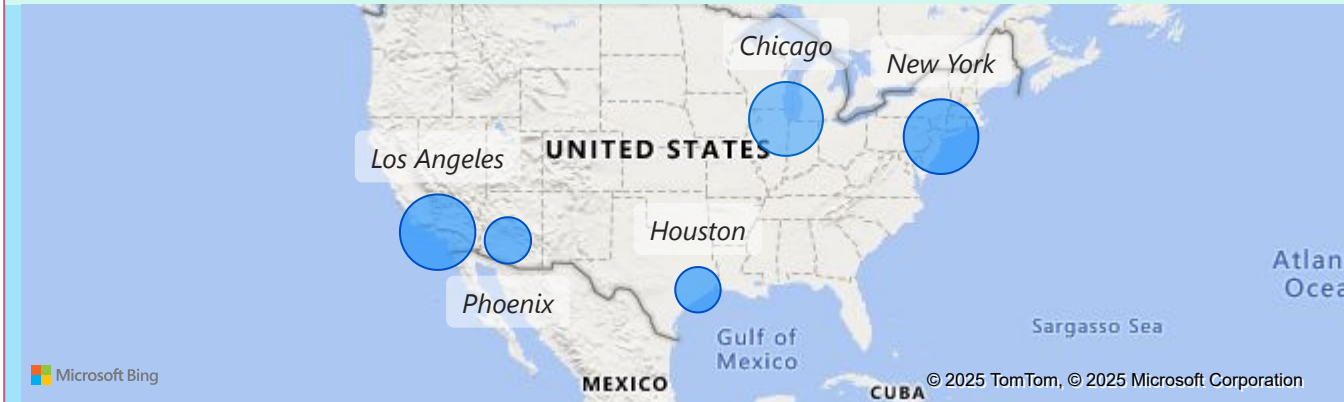 Chicago
New York
Los Angeles
UNITED STATES
Houston
Phoenix
Atlan
Ocea
Sargasso Sea
Gulf of
Mexico
Microsoft Bing
MEXICO
CUBA
© 2025 TomTom, © 2025 Microsoft Corporation